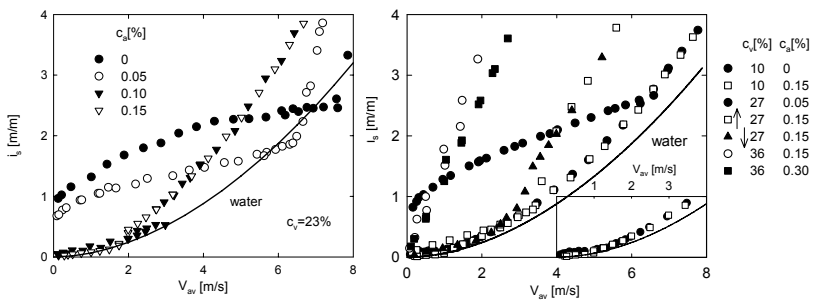 c_a[%]
0
0.05
0.10
0.15
water
c_v=23%
i_s [m/m]
4
3
2
1
0
0 2 4 6 8
V_av [m/s]
c_v[%] c_a[%]
10 0
10 0.15
27 0.05
27 0.15
27 0.15
36 0.15
36 0.30
water
V_av [m/s]
1 2 3
I_s [m/m]
4
3
2
1
0
0 2 4 6 8
V_av [m/s]